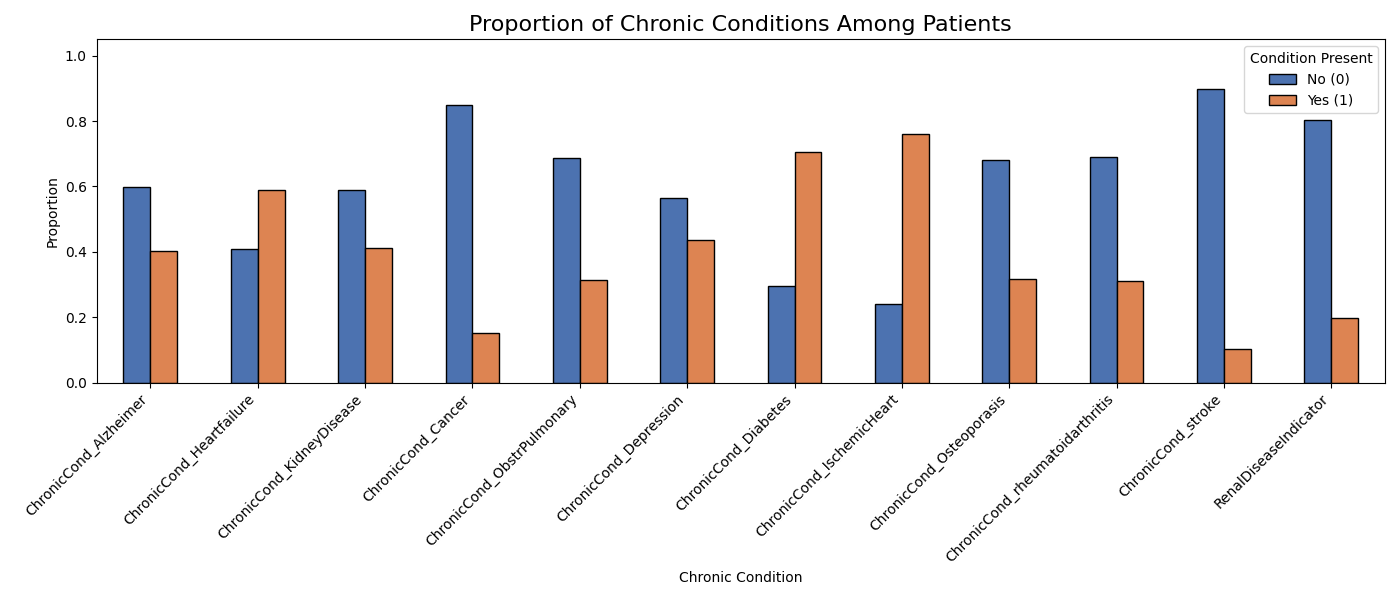 Proportion of Chronic Conditions Among Patients
Condition Present
No (0)
Yes (1)
Proportion
1.0
0.8
0.6
0.4
0.2
0.0
ChronicCond_Alzheimer
ChronicCond_Heartfailure
ChronicCond_KidneyDisease
ChronicCond_Cancer
ChronicCond_ObstrPulmonary
ChronicCond_Depression
ChronicCond_Diabetes
ChronicCond_IschemicHeart
ChronicCond_Osteoporasis
ChronicCond_rheumatoidarthritis
ChronicCond_stroke
RenalDiseaseIndicator
Chronic Condition